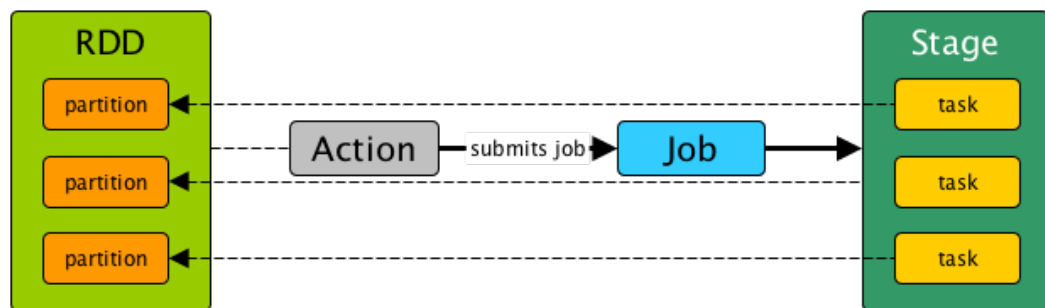 RDD
partition
partition
partition
Action
submits job
Job
Stage
task
task
task